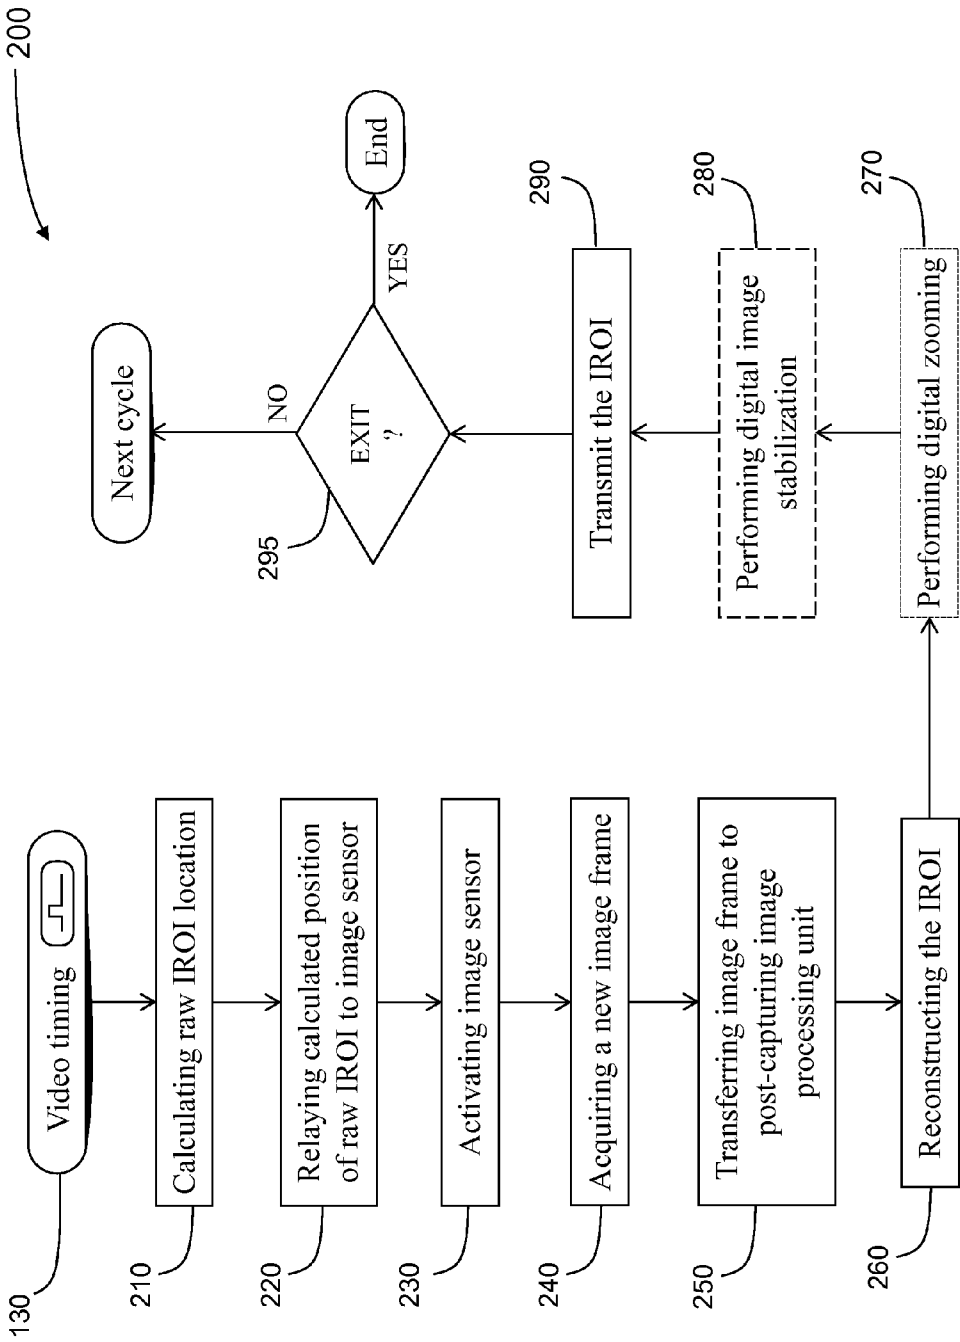 200
130
Video timing
210
Calculating raw IROI location
220
Relaying calculated position
of raw IROI to image sensor
230
Activating image sensor
240
Acquiring a new image frame
250
Transferring image frame to
post-capturing image
processing unit
260
Reconstructing the IROI
270
Performing digital zooming
280
Performing digital image
stabilization
290
Transmit the IROI
295
EXIT
?
NO
YES
Next cycle
End